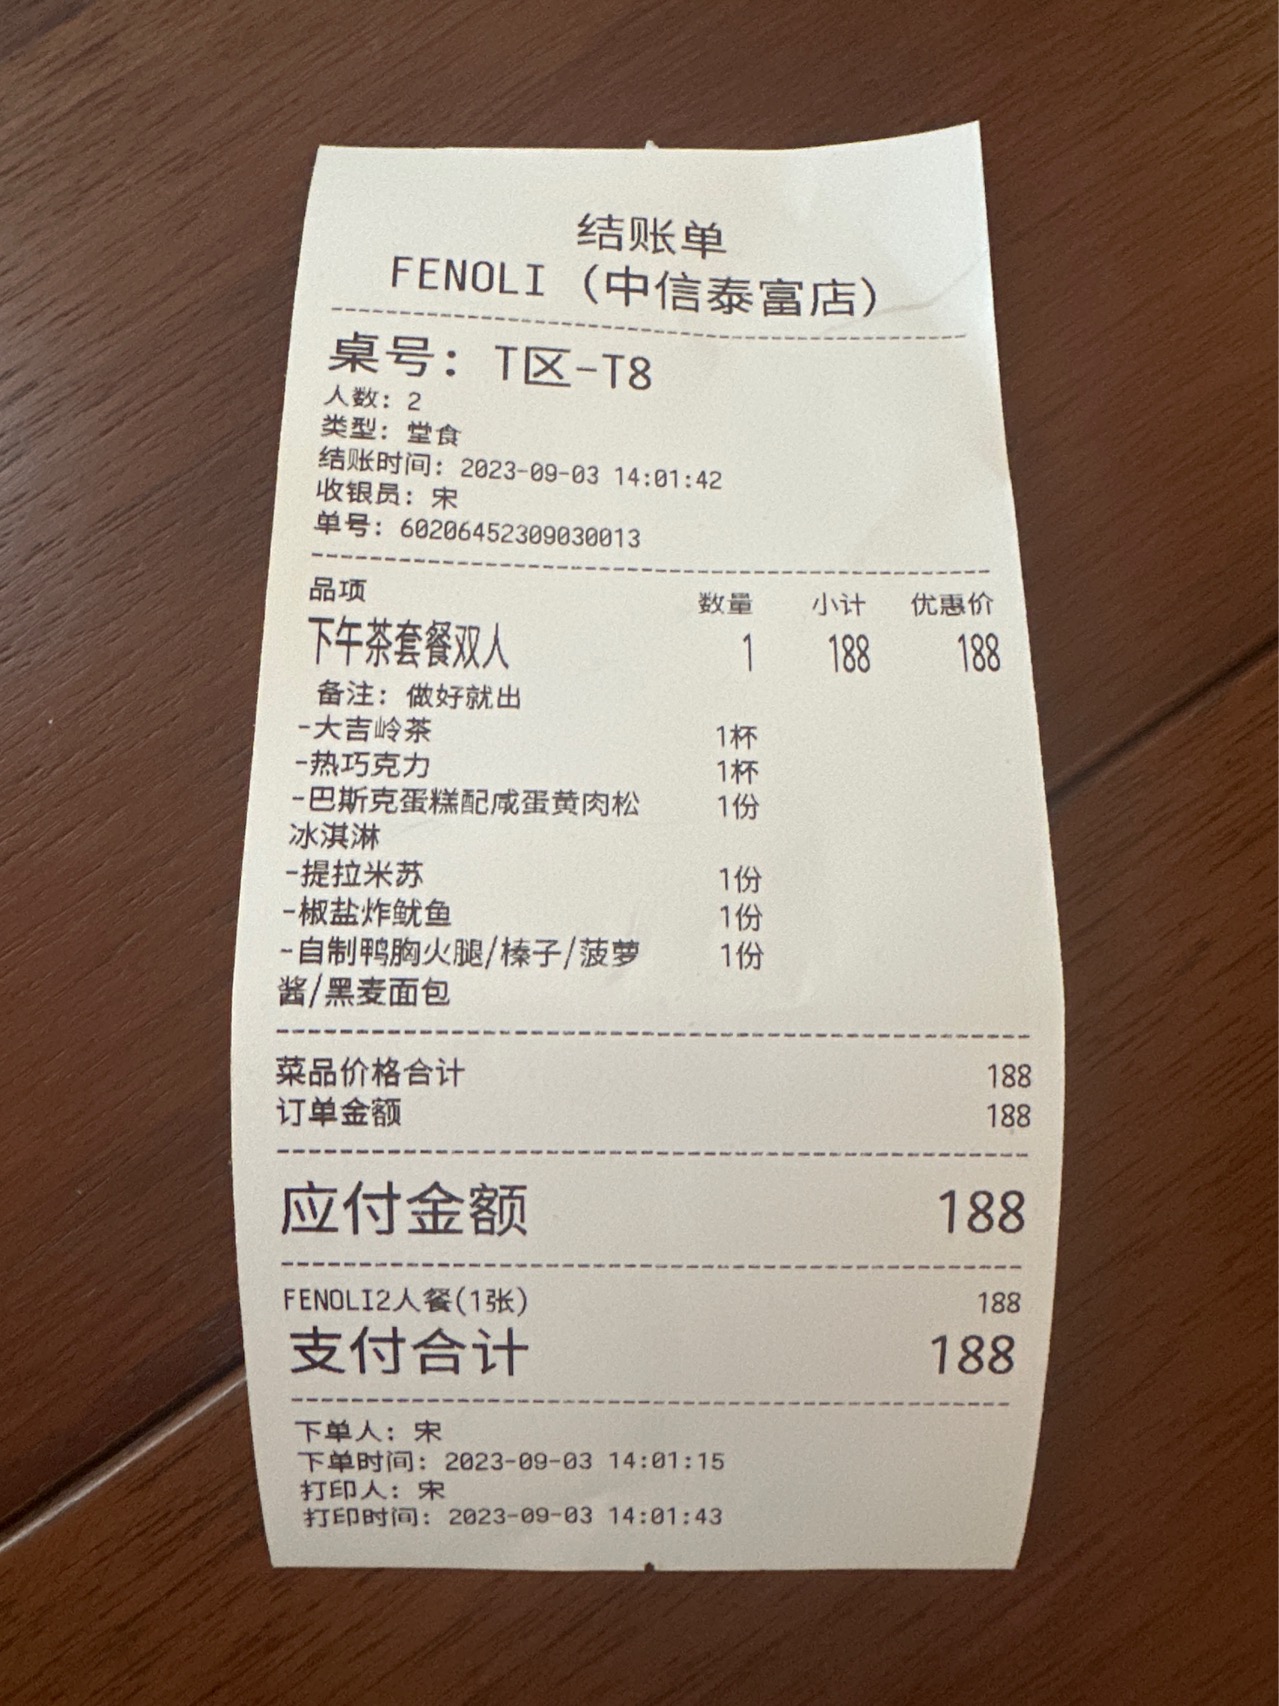 结账单
FENOLI（中信泰富店）
桌号：T区-T8
人数：2
类型：堂食
结账时间：2023-09-03 14:01:42
收银员：宋
单号：60206452309030013
品项 数量 小计 优惠价
下午茶套餐双人 1 188 188
备注：做好就出
-大吉岭茶 1杯
-热巧克力 1杯
-巴斯克蛋糕配咸蛋黄肉松 1份
冰淇淋
-提拉米苏 1份
-椒盐炸鱿鱼 1份
-自制鸭胸火腿/榛子/菠萝 1份
酱/黑麦面包
菜品价格合计 188
订单金额 188
应付金额 188
FENOLI2人餐(1张) 188
支付合计 188
下单人：宋
下单时间：2023-09-03 14:01:15
打印人：宋
打印时间：2023-09-03 14:01:43